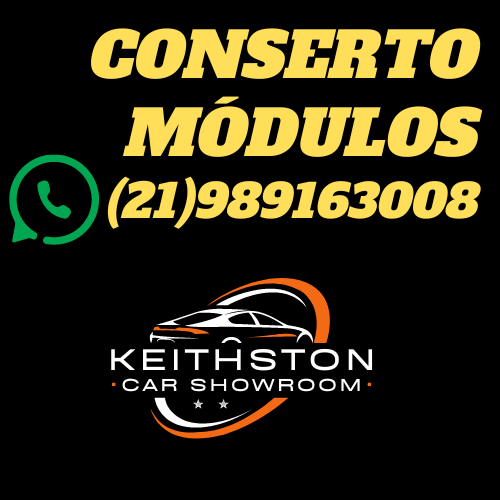 CONSERTO
MÓDULOS
(21)989163008
KEITHSTON
CAR SHOWROOM